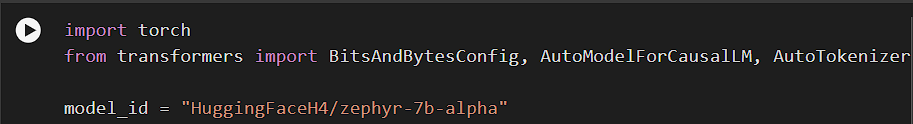 import torch
from transformers import BitsAndBytesConfig, AutoModelForCausalLM, AutoTokenizer
model_id = "HuggingFaceH4/zephyr-7b-alpha"